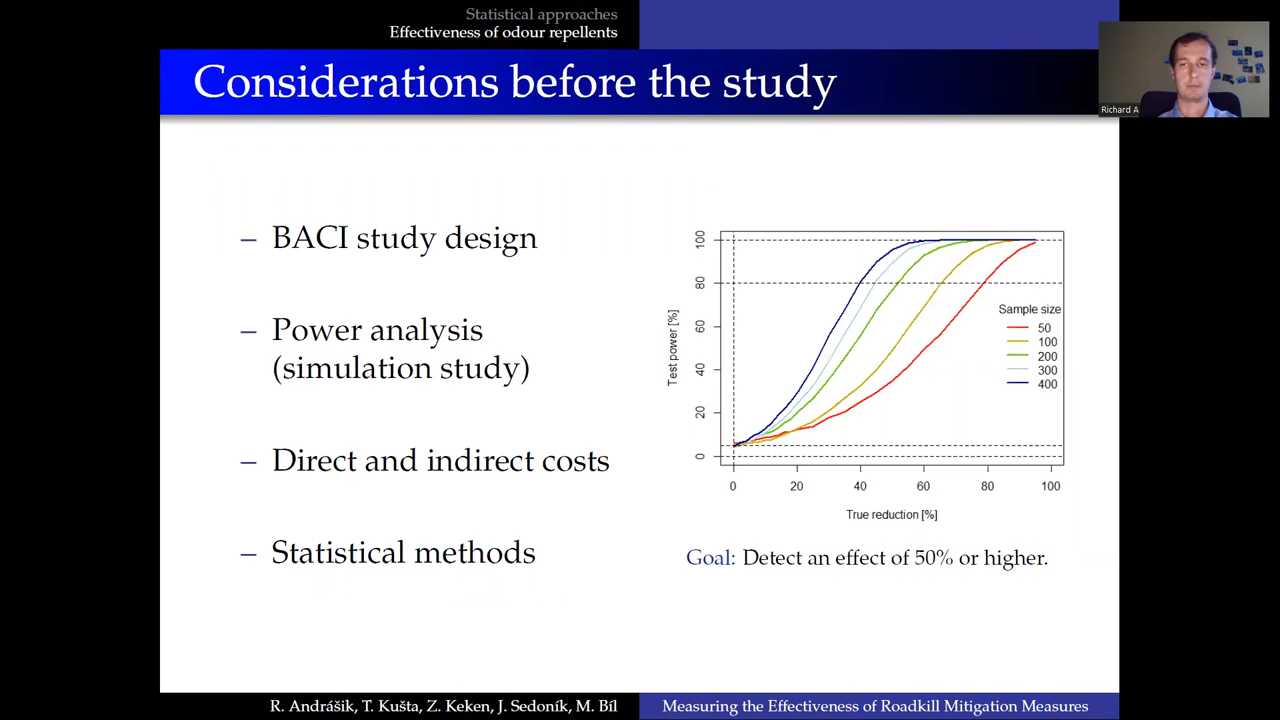 Statistical approaches
Effectiveness of odour repellents
Considerations before the study
Richard A
– BACI study design
– Power analysis
(simulation study)
– Direct and indirect costs
– Statistical methods
Test power [%]
100
80
60
40
20
0
Sample size
50
100
200
300
400
0 20 40 60 80 100
True reduction [%]
Goal: Detect an effect of 50% or higher.
R. Andrášik, T. Kušta, Z. Keken, J. Sedoník, M. Bíl
Measuring the Effectiveness of Roadkill Mitigation Measures